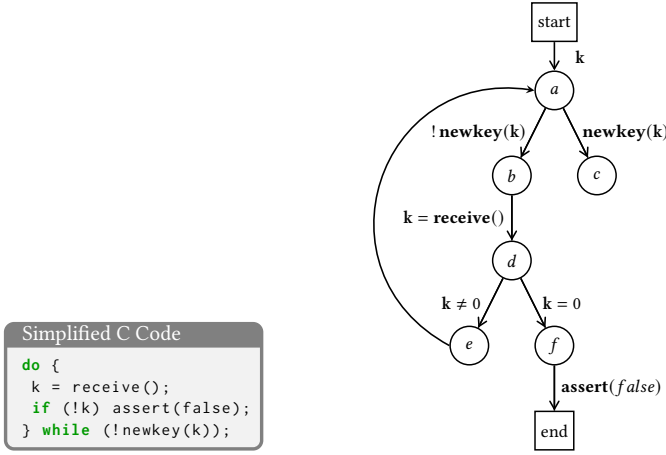 start
k
a
! newkey(k)
newkey(k)
b
c
k = receive()
d
k ≠ 0
k = 0
e
f
assert(false)
end
Simplified C Code
do {
k = receive();
if (!k) assert(false);
} while (!newkey(k));